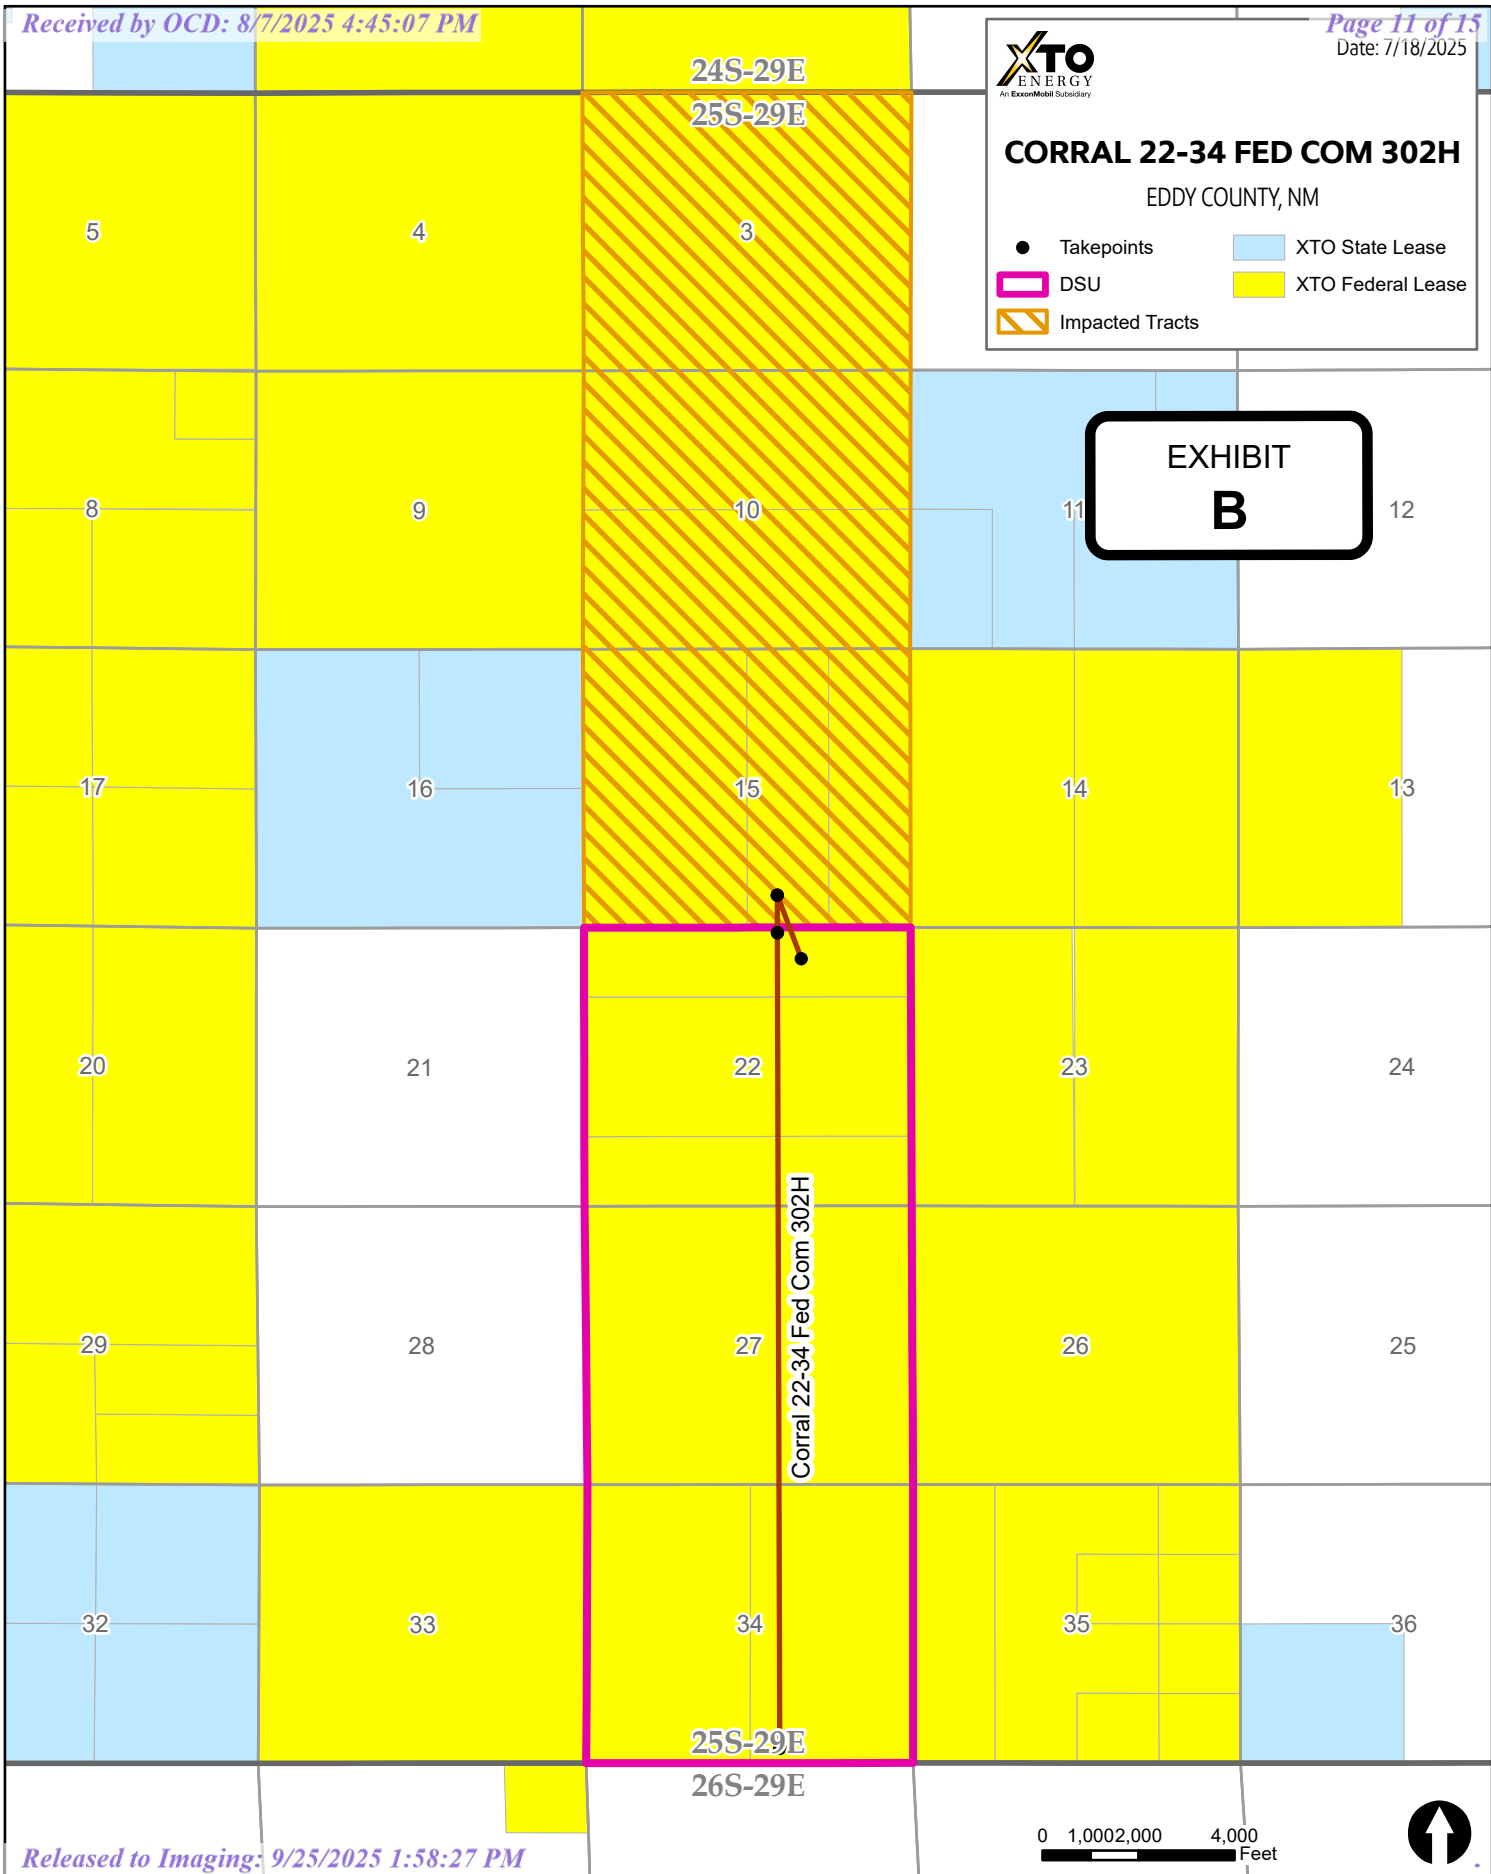 Received by OCD: 8/7/2025 4:45:07 PM
Page 11 of 15
XTO
ENERGY
An ExxonMobil Subsidiary
Date: 7/18/2025
CORRAL 22-34 FED COM 302H
EDDY COUNTY, NM
Takepoints
XTO State Lease
DSU
XTO Federal Lease
Impacted Tracts
24S-29E
25S-29E
5
4
3
EXHIBIT
B
8
9
10
11
12
17
16
15
14
13
20
21
22
23
24
Corral 22-34 Fed Com 302H
29
28
27
26
25
32
33
34
35
36
25S-29E
26S-29E
0 1,000 2,000 4,000
Feet
Released to Imaging: 9/25/2025 1:58:27 PM